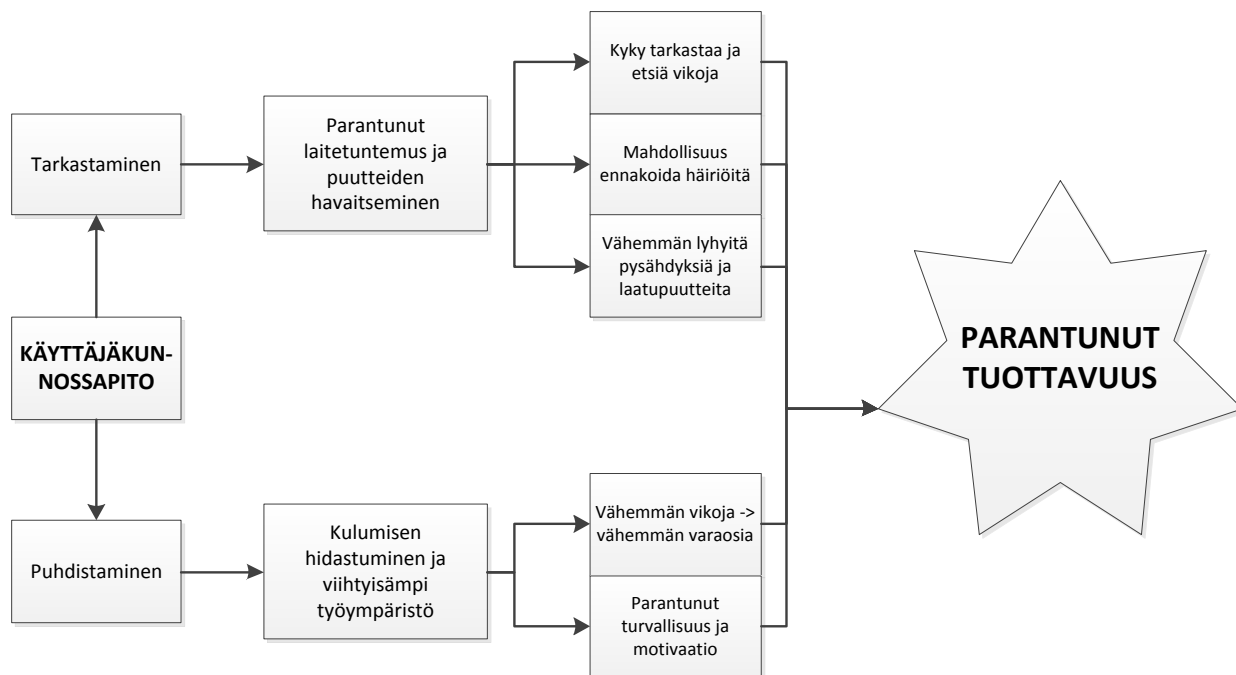 Kyky tarkastaa ja
etsiä vikoja
Tarkastaminen
Parantunut
laitetuntemus ja
puutteiden
havaitseminen
Mahdollisuus
ennakoida häiriöitä
Vähemmän lyhyitä
pysähdyksiä ja
laatupuutteita
KÄYTTÄJÄKUN-
NOSSAPITO
PARANTUNUT
TUOTTAVUUS
Puhdistaminen
Kulumisen
hidastuminen ja
viihtyisämpi
työympäristö
Vähemmän vikoja ->
vähemmän varaosia
Parantunut
turvallisuus ja
motivaatio